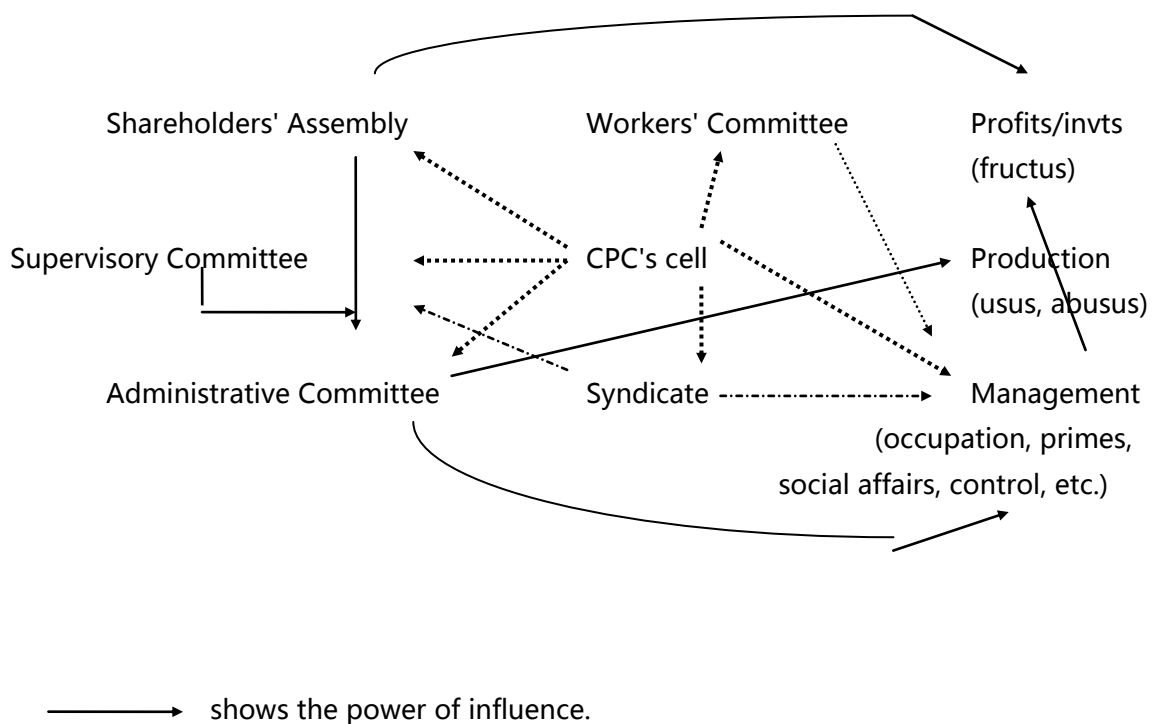 Shareholders' Assembly Workers' Committee Profits/invts
(fructus)
Supervisory Committee CPC's cell Production
(usus, abusus)
Administrative Committee Syndicate Management
(occupation, primes,
social affairs, control, etc.)
shows the power of influence.